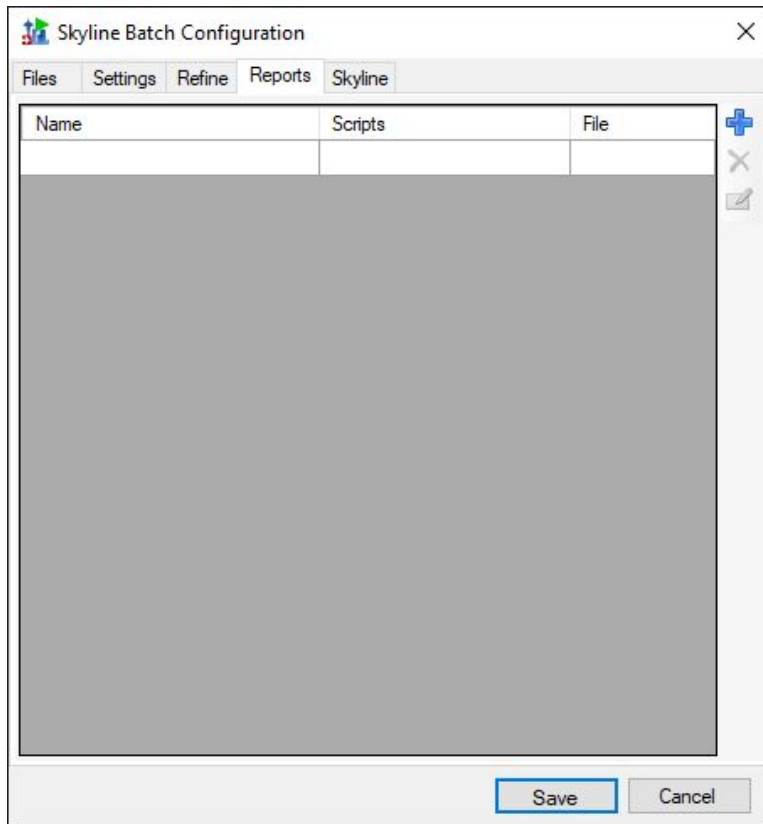 Skyline Batch Configuration
Files Settings Refine Reports Skyline
Name Scripts File
Save Cancel